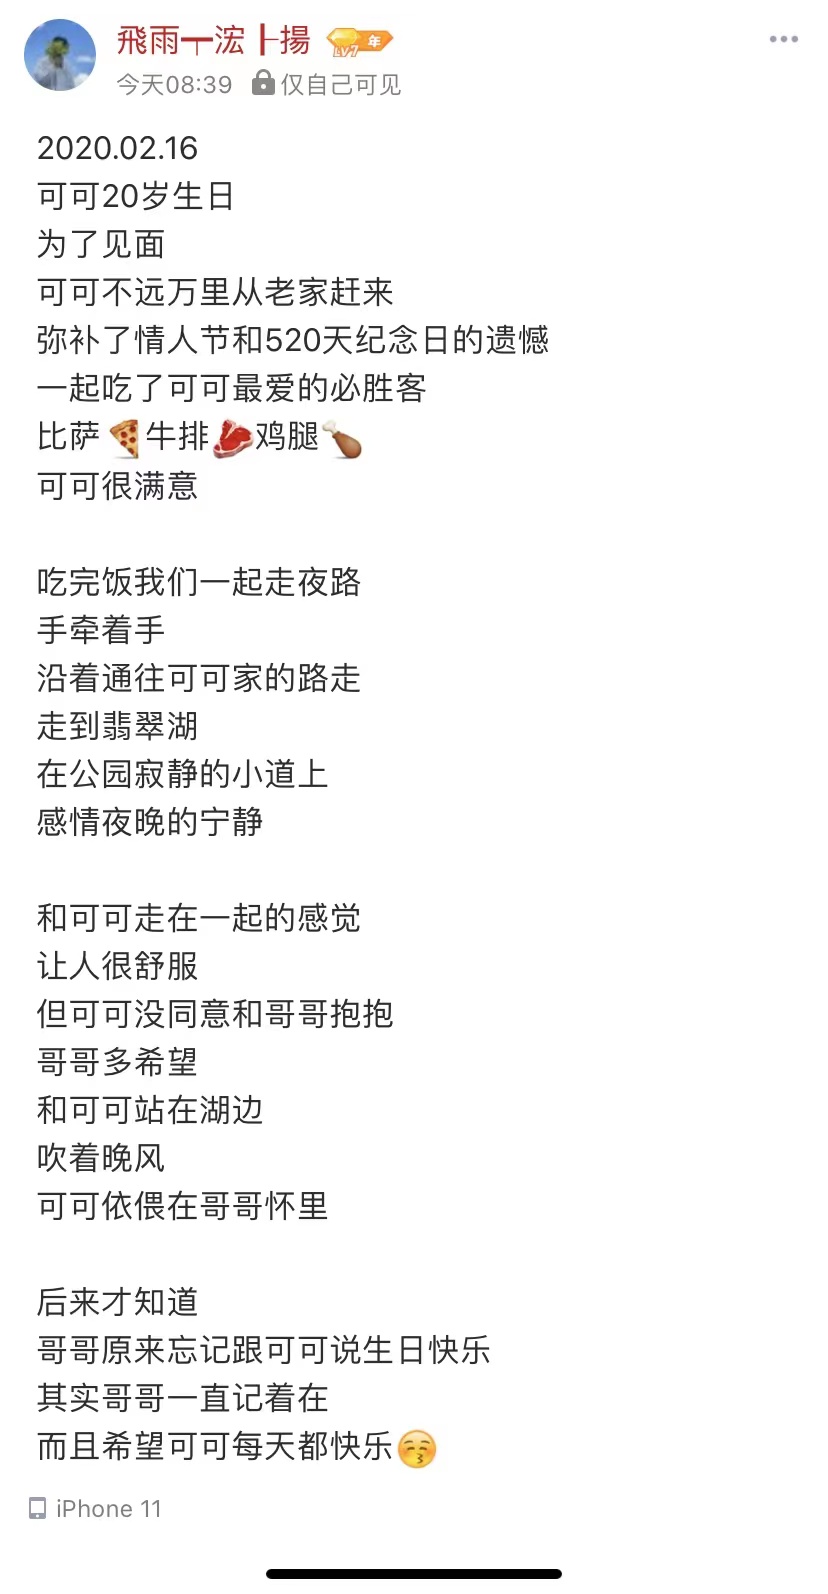 飛雨┯浤┠揚
LV7 年
今天08:39 仅自己可见
2020.02.16
可可20岁生日
为了见面
可可不远万里从老家赶来
弥补了情人节和520天纪念日的遗憾
一起吃了可可最爱的必胜客
比萨🍕牛排🥩鸡腿🍗
可可很满意
吃完饭我们一起走夜路
手牵着手
沿着通往可可家的路走
走到翡翠湖
在公园寂静的小道上
感情夜晚的宁静
和可可走在一起的感觉
让人很舒服
但可可没同意和哥哥抱抱
哥哥多希望
和可可站在湖边
吹着晚风
可可依偎在哥哥怀里
后来才知道
哥哥原来忘记跟可可说生日快乐
其实哥哥一直记着在
而且希望可可每天都快乐😚
iPhone 11